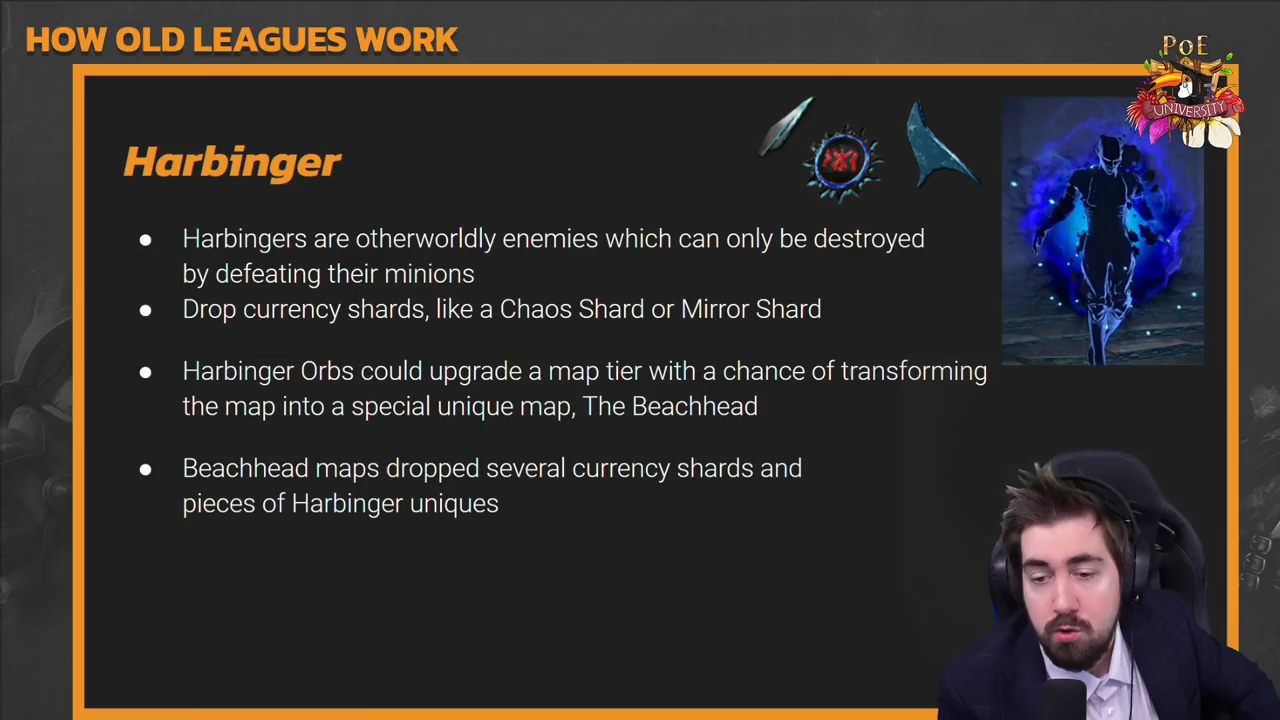 HOW OLD LEAGUES WORK
PoE
UNIVERSITY
Harbinger
● Harbingers are otherworldly enemies which can only be destroyed
by defeating their minions
● Drop currency shards, like a Chaos Shard or Mirror Shard
● Harbinger Orbs could upgrade a map tier with a chance of transforming
the map into a special unique map, The Beachhead
● Beachhead maps dropped several currency shards and
pieces of Harbinger uniques